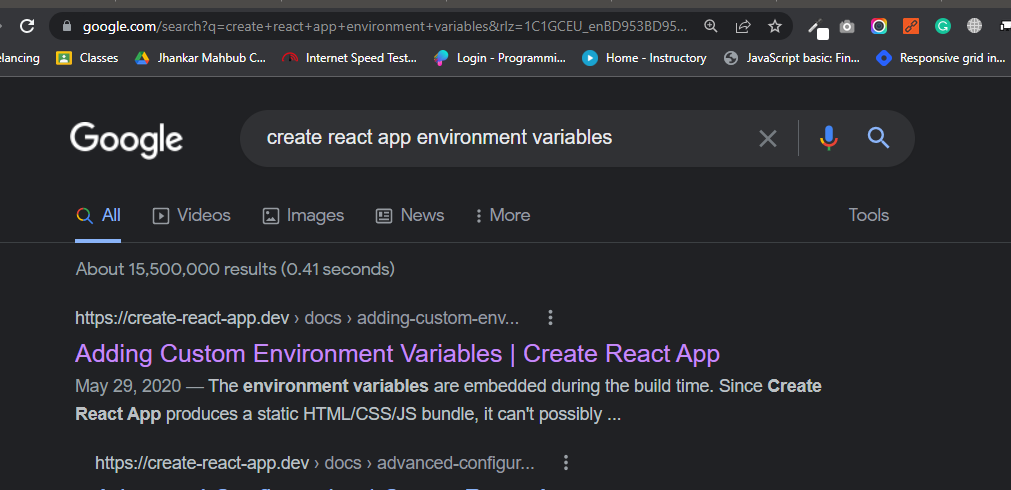 google.com/search?q=create+react+app+environment+variables&rlz=1C1GCEU_enBD953BD95...
elancing Classes Jhankar Mahbub C... Internet Speed Test... Login - Programmi... Home - Instructory JavaScript basic: Fin... Responsive grid in...
Google create react app environment variables
All Videos Images News More Tools
About 15,500,000 results (0.41 seconds)
https://create-react-app.dev › docs › adding-custom-env...
Adding Custom Environment Variables | Create React App
May 29, 2020 — The environment variables are embedded during the build time. Since Create
React App produces a static HTML/CSS/JS bundle, it can't possibly ...
https://create-react-app.dev › docs › advanced-configur...